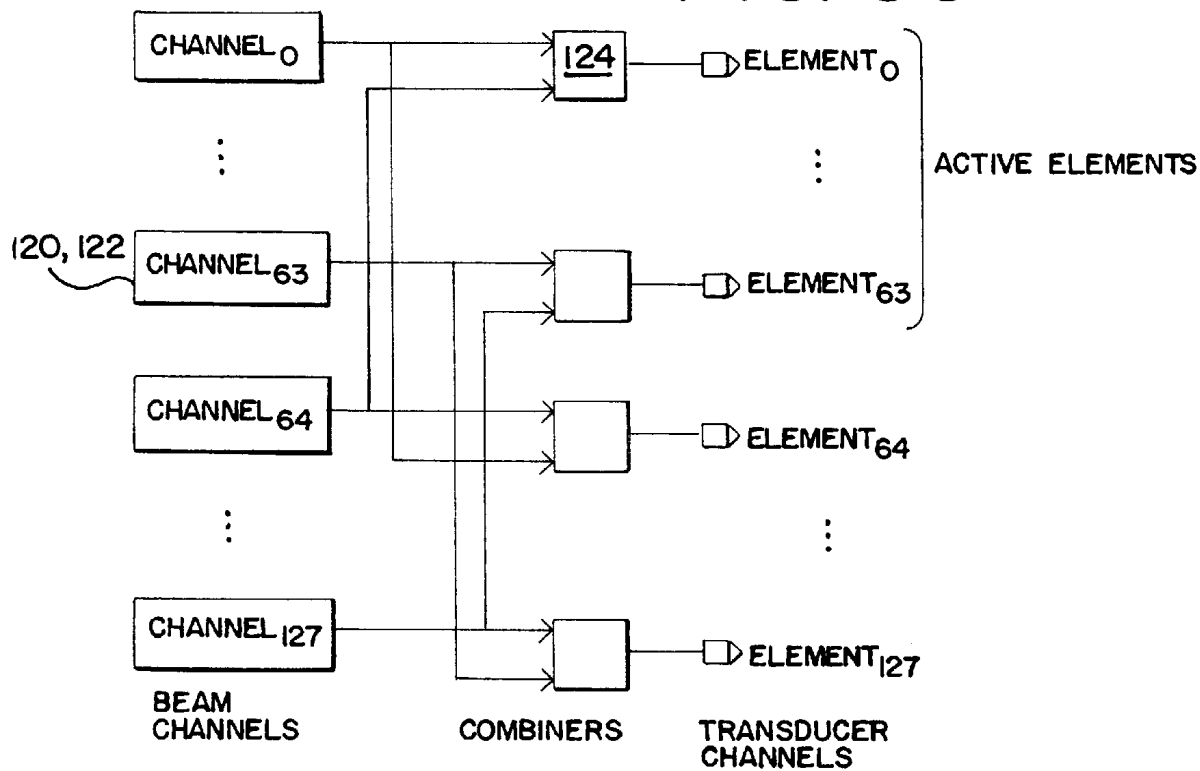 CHANNEL0
124
ELEMENT0
ACTIVE ELEMENTS
120, 122
CHANNEL63
ELEMENT63
CHANNEL64
ELEMENT64
CHANNEL127
ELEMENT127
BEAM
CHANNELS
COMBINERS
TRANSDUCER
CHANNELS